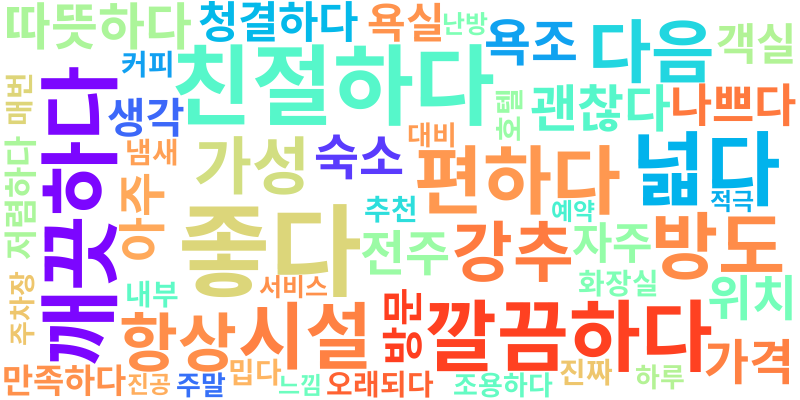 따뜻하다
청결하다
욕실
난방
욕조
다음
객실
매번
커피
친절하다
생각
호텔
괜찮다
나쁘다
깨끗하다
저렴하다
냄새
가성
숙소
대비
편하다
넓다
적극
아주
좋다
추천
예약
전주
강추
자주
방도
주차장
내부
서비스
화장실
위치
항상
시설
방문
깔끔하다
가격
만족하다
진공
주말
밉다
느낌
오래되다
조용하다
진짜
하루